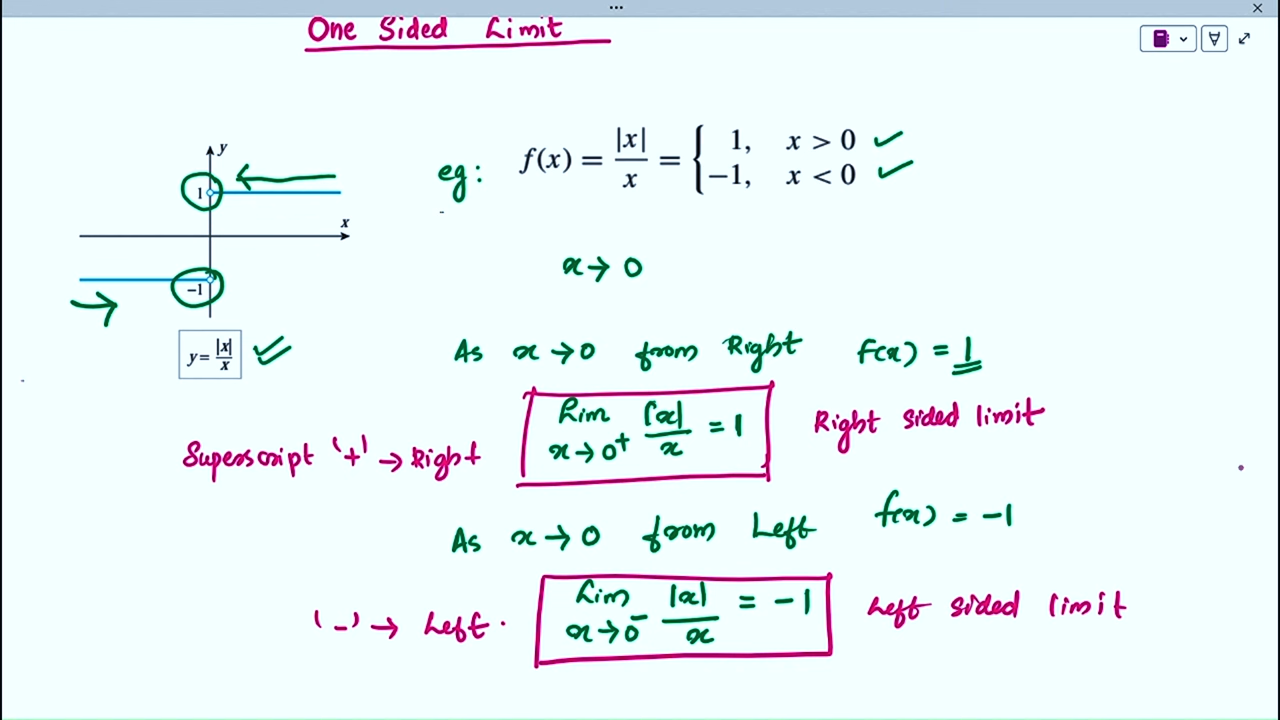 One Sided Limit
y
1
x
-1
y = |x|/x
eg: f(x) = |x|/x = { 1, x > 0
-1, x < 0
x → 0
As x → 0 from Right f(x) = 1
Superscript '+' → Right Lim x→0⁺ |x|/x = 1 Right sided limit
As x → 0 from Left f(x) = -1
'-' → Left. Lim x→0⁻ |x|/x = -1 Left sided limit